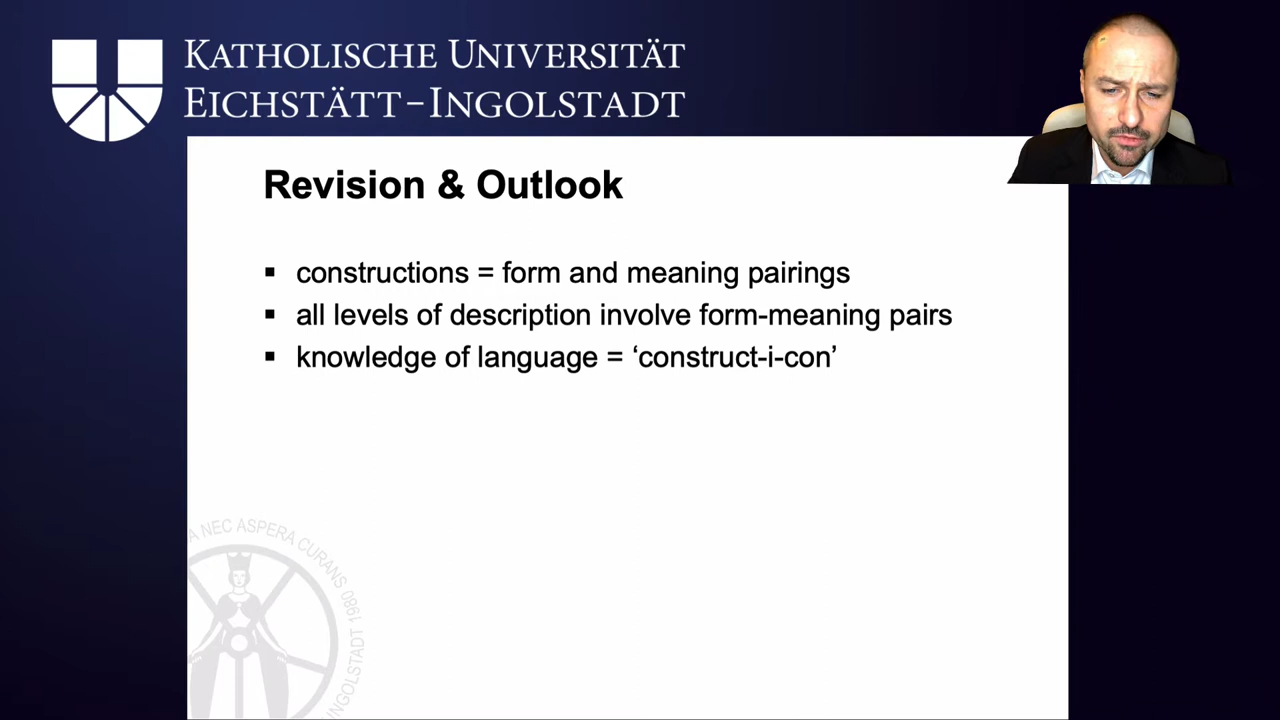 KATHOLISCHE UNIVERSITÄT
EICHSTÄTT-INGOLSTADT
Revision & Outlook
▪ constructions = form and meaning pairings
▪ all levels of description involve form-meaning pairs
▪ knowledge of language = ‘construct-i-con’
A NEC ASPERA CURANS 1980
INGOLSTADT